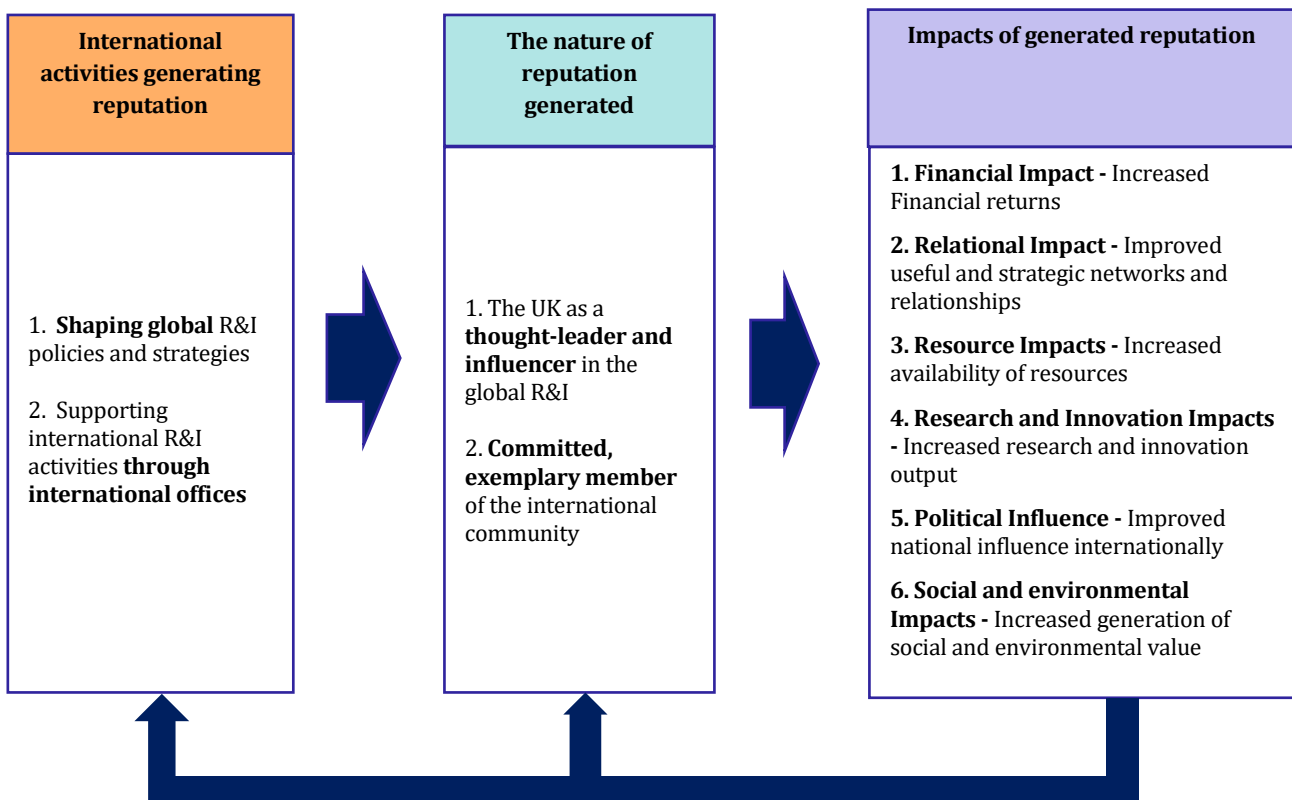 International
activities generating
reputation
1. Shaping global R&I
policies and strategies
2. Supporting
international R&I
activities through
international offices
The nature of
reputation
generated
1. The UK as a
thought-leader and
influencer in the
global R&I
2. Committed,
exemplary member
of the international
community
Impacts of generated reputation
1. Financial Impact - Increased
Financial returns
2. Relational Impact - Improved
useful and strategic networks and
relationships
3. Resource Impacts - Increased
availability of resources
4. Research and Innovation Impacts
- Increased research and innovation
output
5. Political Influence - Improved
national influence internationally
6. Social and environmental
Impacts - Increased generation of
social and environmental value